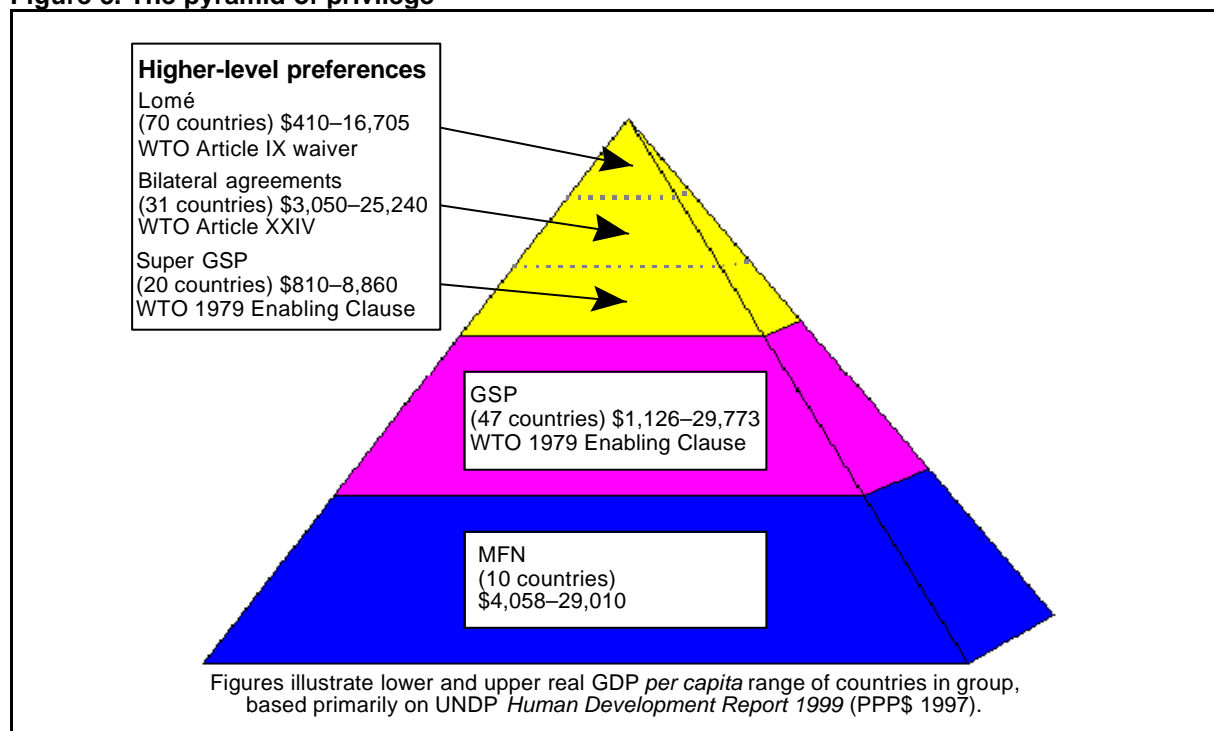 Figure 3. The pyramid of privilege
Higher-level preferences
Lomé
(70 countries) $410–16,705
WTO Article IX waiver
Bilateral agreements
(31 countries) $3,050–25,240
WTO Article XXIV
Super GSP
(20 countries) $810–8,860
WTO 1979 Enabling Clause
GSP
(47 countries) $1,126–29,773
WTO 1979 Enabling Clause
MFN
(10 countries)
$4,058–29,010
Figures illustrate lower and upper real GDP per capita range of countries in group,
based primarily on UNDP Human Development Report 1999 (PPP$ 1997).